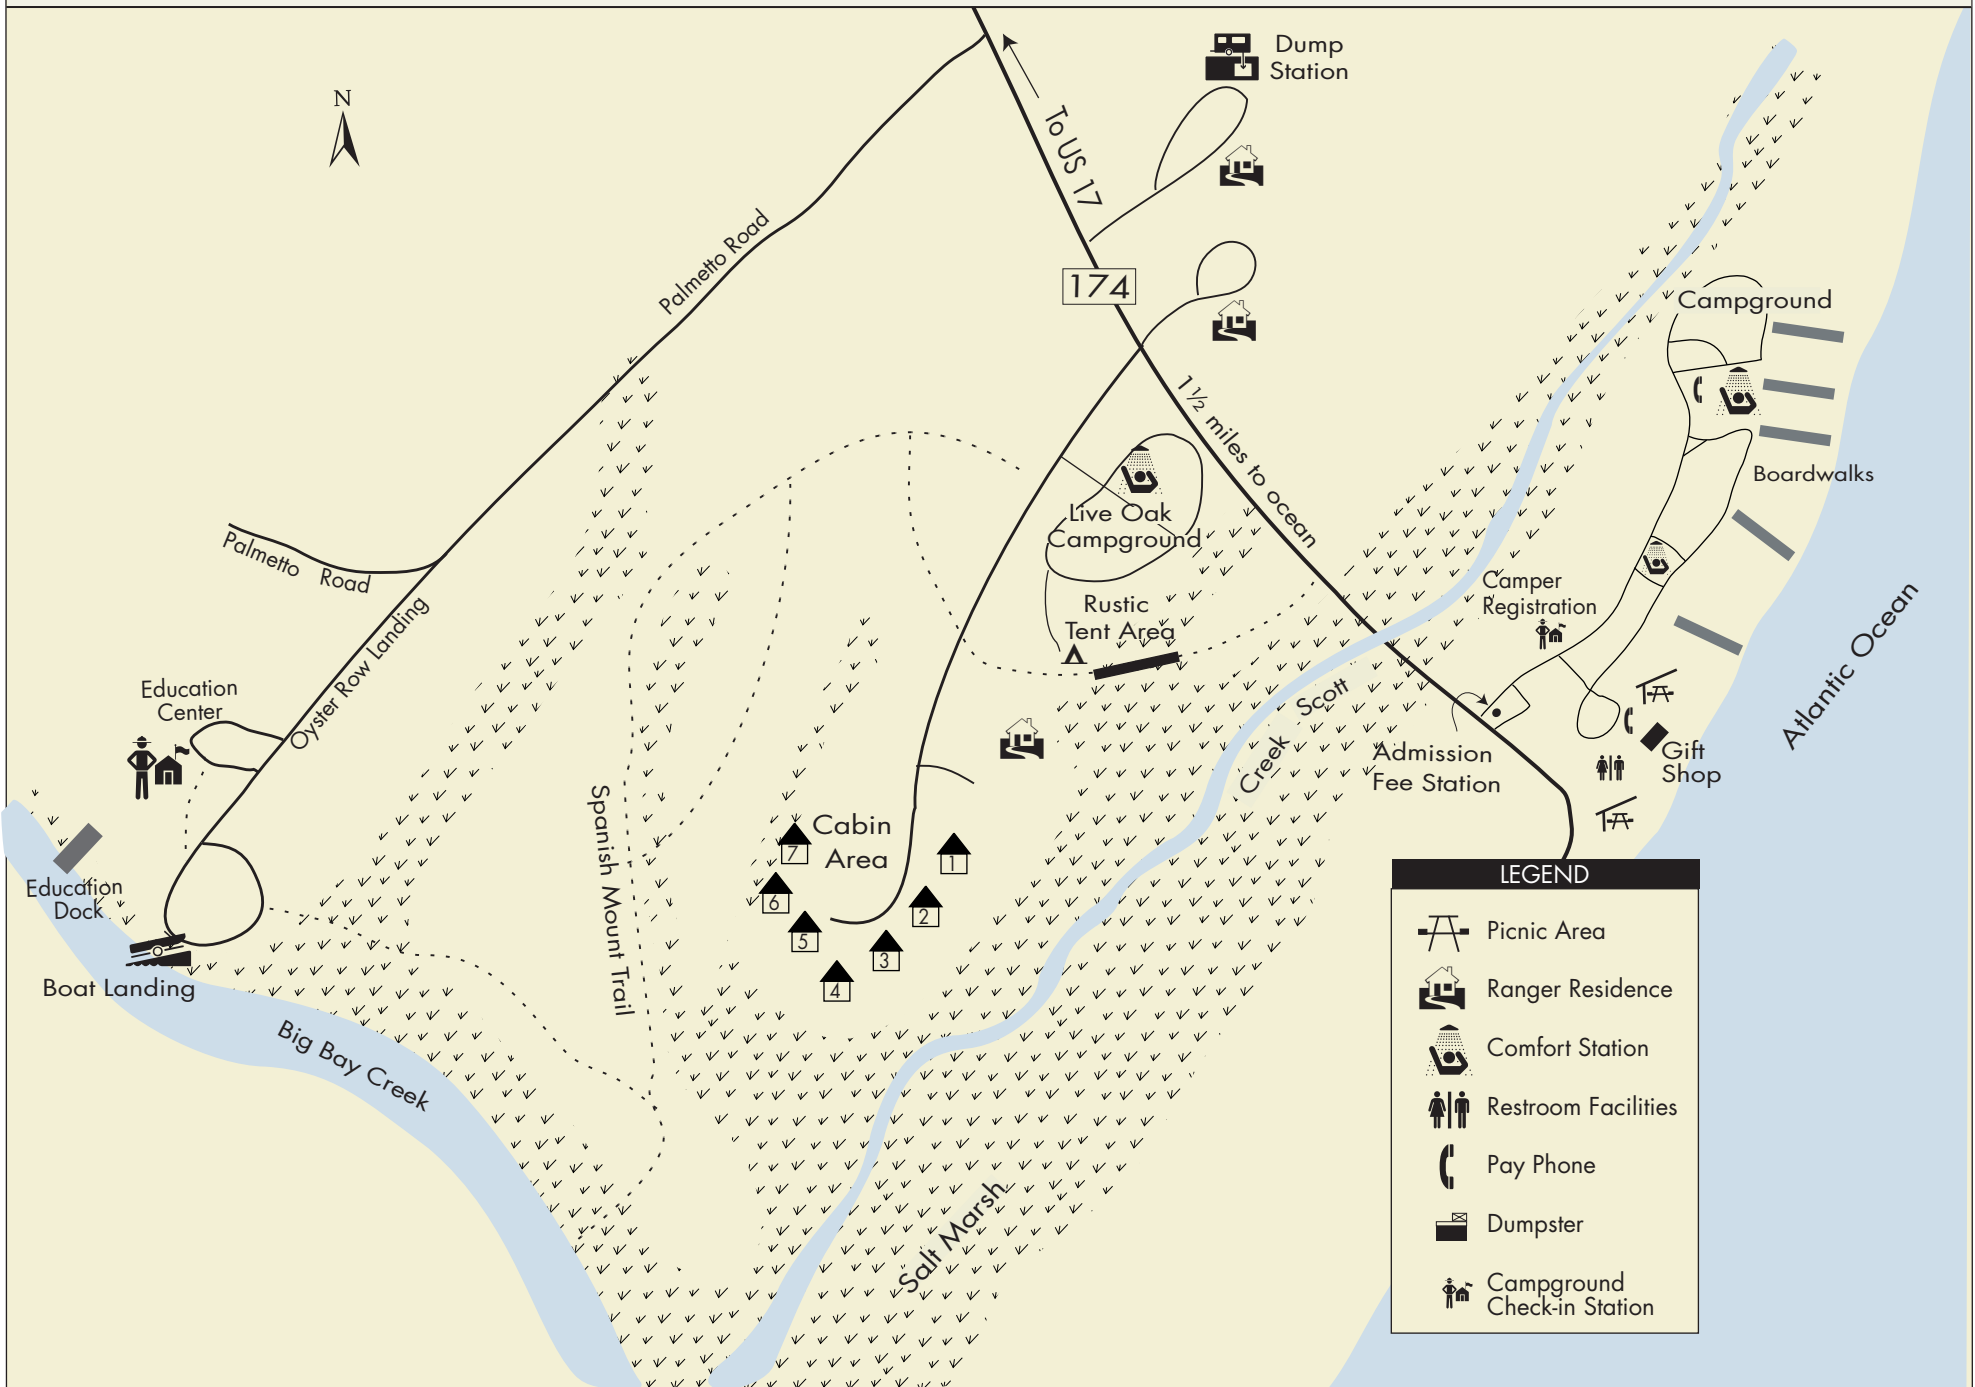 Dump
Station
N
To US 17
Palmetto Road
174
Campground
1½ miles to ocean
Boardwalks
Live Oak
Campground
Palmetto Road
Camper
Registration
Rustic
Tent Area
Oyster Row Landing
Atlantic Ocean
Education
Center
Scott
Creek
Admission
Fee Station
Gift
Shop
Spanish Mount Trail
Cabin
Area
7
1
6
2
5
3
4
Education
Dock
Boat Landing
Big Bay Creek
Salt Marsh
LEGEND
Picnic Area
Ranger Residence
Comfort Station
Restroom Facilities
Pay Phone
Dumpster
Campground
Check-in Station